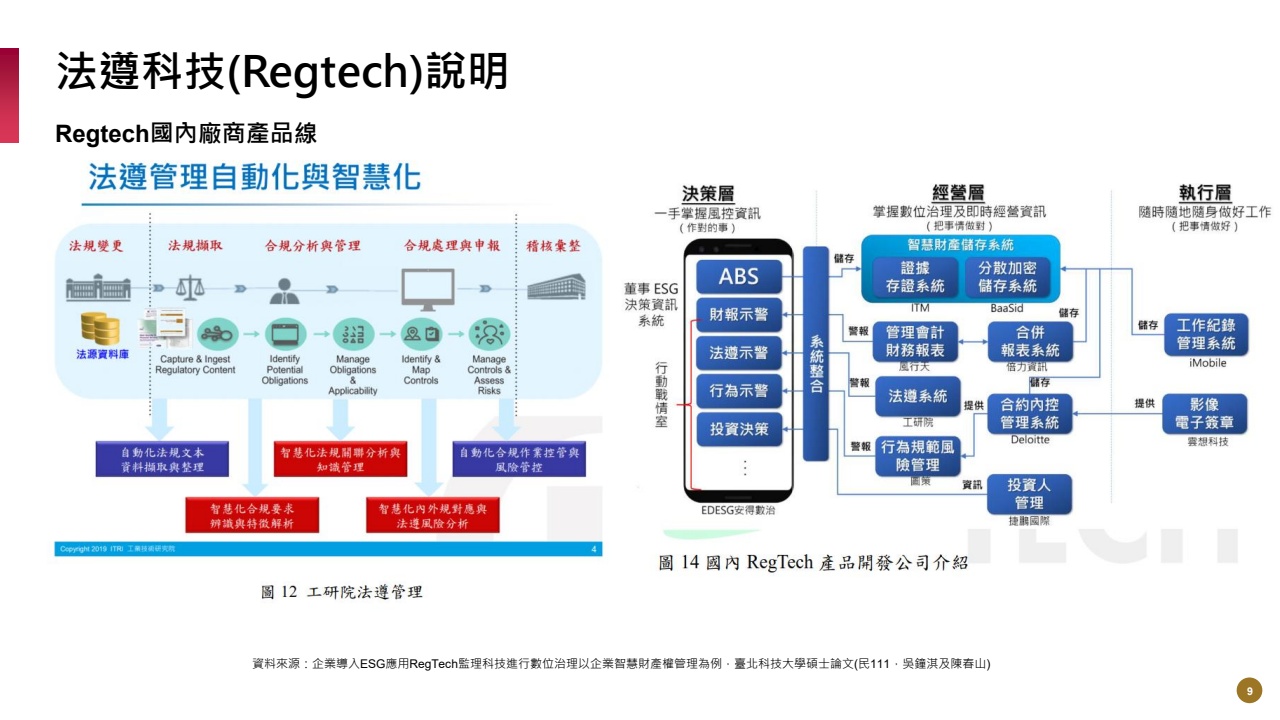 法遵科技(Regtech)說明
Regtech國內廠商產品線
法遵管理自動化與智慧化
法規變更
法規擷取
合規分析與管理
合規處理與申報
稽核彙整
法源資料庫
Capture & Ingest
Regulatory Content
Identify
Potential
Obligations
Manage
Obligations
&
Applicability
Identify &
Map
Controls
Manage
Controls &
Assess
Risks
自動化法規文本
資料擷取與整理
智慧化法規關聯分析與
知識管理
自動化合規作業控管與
風險管控
智慧化合規要求
辨識與特徵解析
智慧化內外規對應與
法遵風險分析
Copyright 2019 ITRI 工業技術研究院
4
圖 12 工研院法遵管理
決策層
一手掌握風控資訊
(作對的事)
經營層
掌握數位治理及即時經營資訊
(把事情做對)
執行層
隨時隨地隨身做好工作
(把事情做好)
董事 ESG
決策資訊
系統
行動戰情室
ABS
財報示警
法遵示警
行為示警
投資決策
EDESG安得數治
系統整合
儲存
智慧財產儲存系統
證據
存證系統
ITM
分散加密
儲存系統
BaaSid
儲存
警報
管理會計
財務報表
風行天
合併
報表系統
倍力資訊
儲存
工作紀錄
管理系統
iMobile
警報
法遵系統
工研院
儲存
提供
合約內控
管理系統
Deloitte
提供
影像
電子簽章
雲想科技
警報
行為規範風
險管理
圖策
資訊
投資人
管理
捷鵬國際
圖 14 國內 RegTech 產品開發公司介紹
資料來源：企業導入ESG應用RegTech監理科技進行數位治理以企業智慧財產權管理為例，臺北科技大學碩士論文(民111，吳鐘淇及陳春山)
9